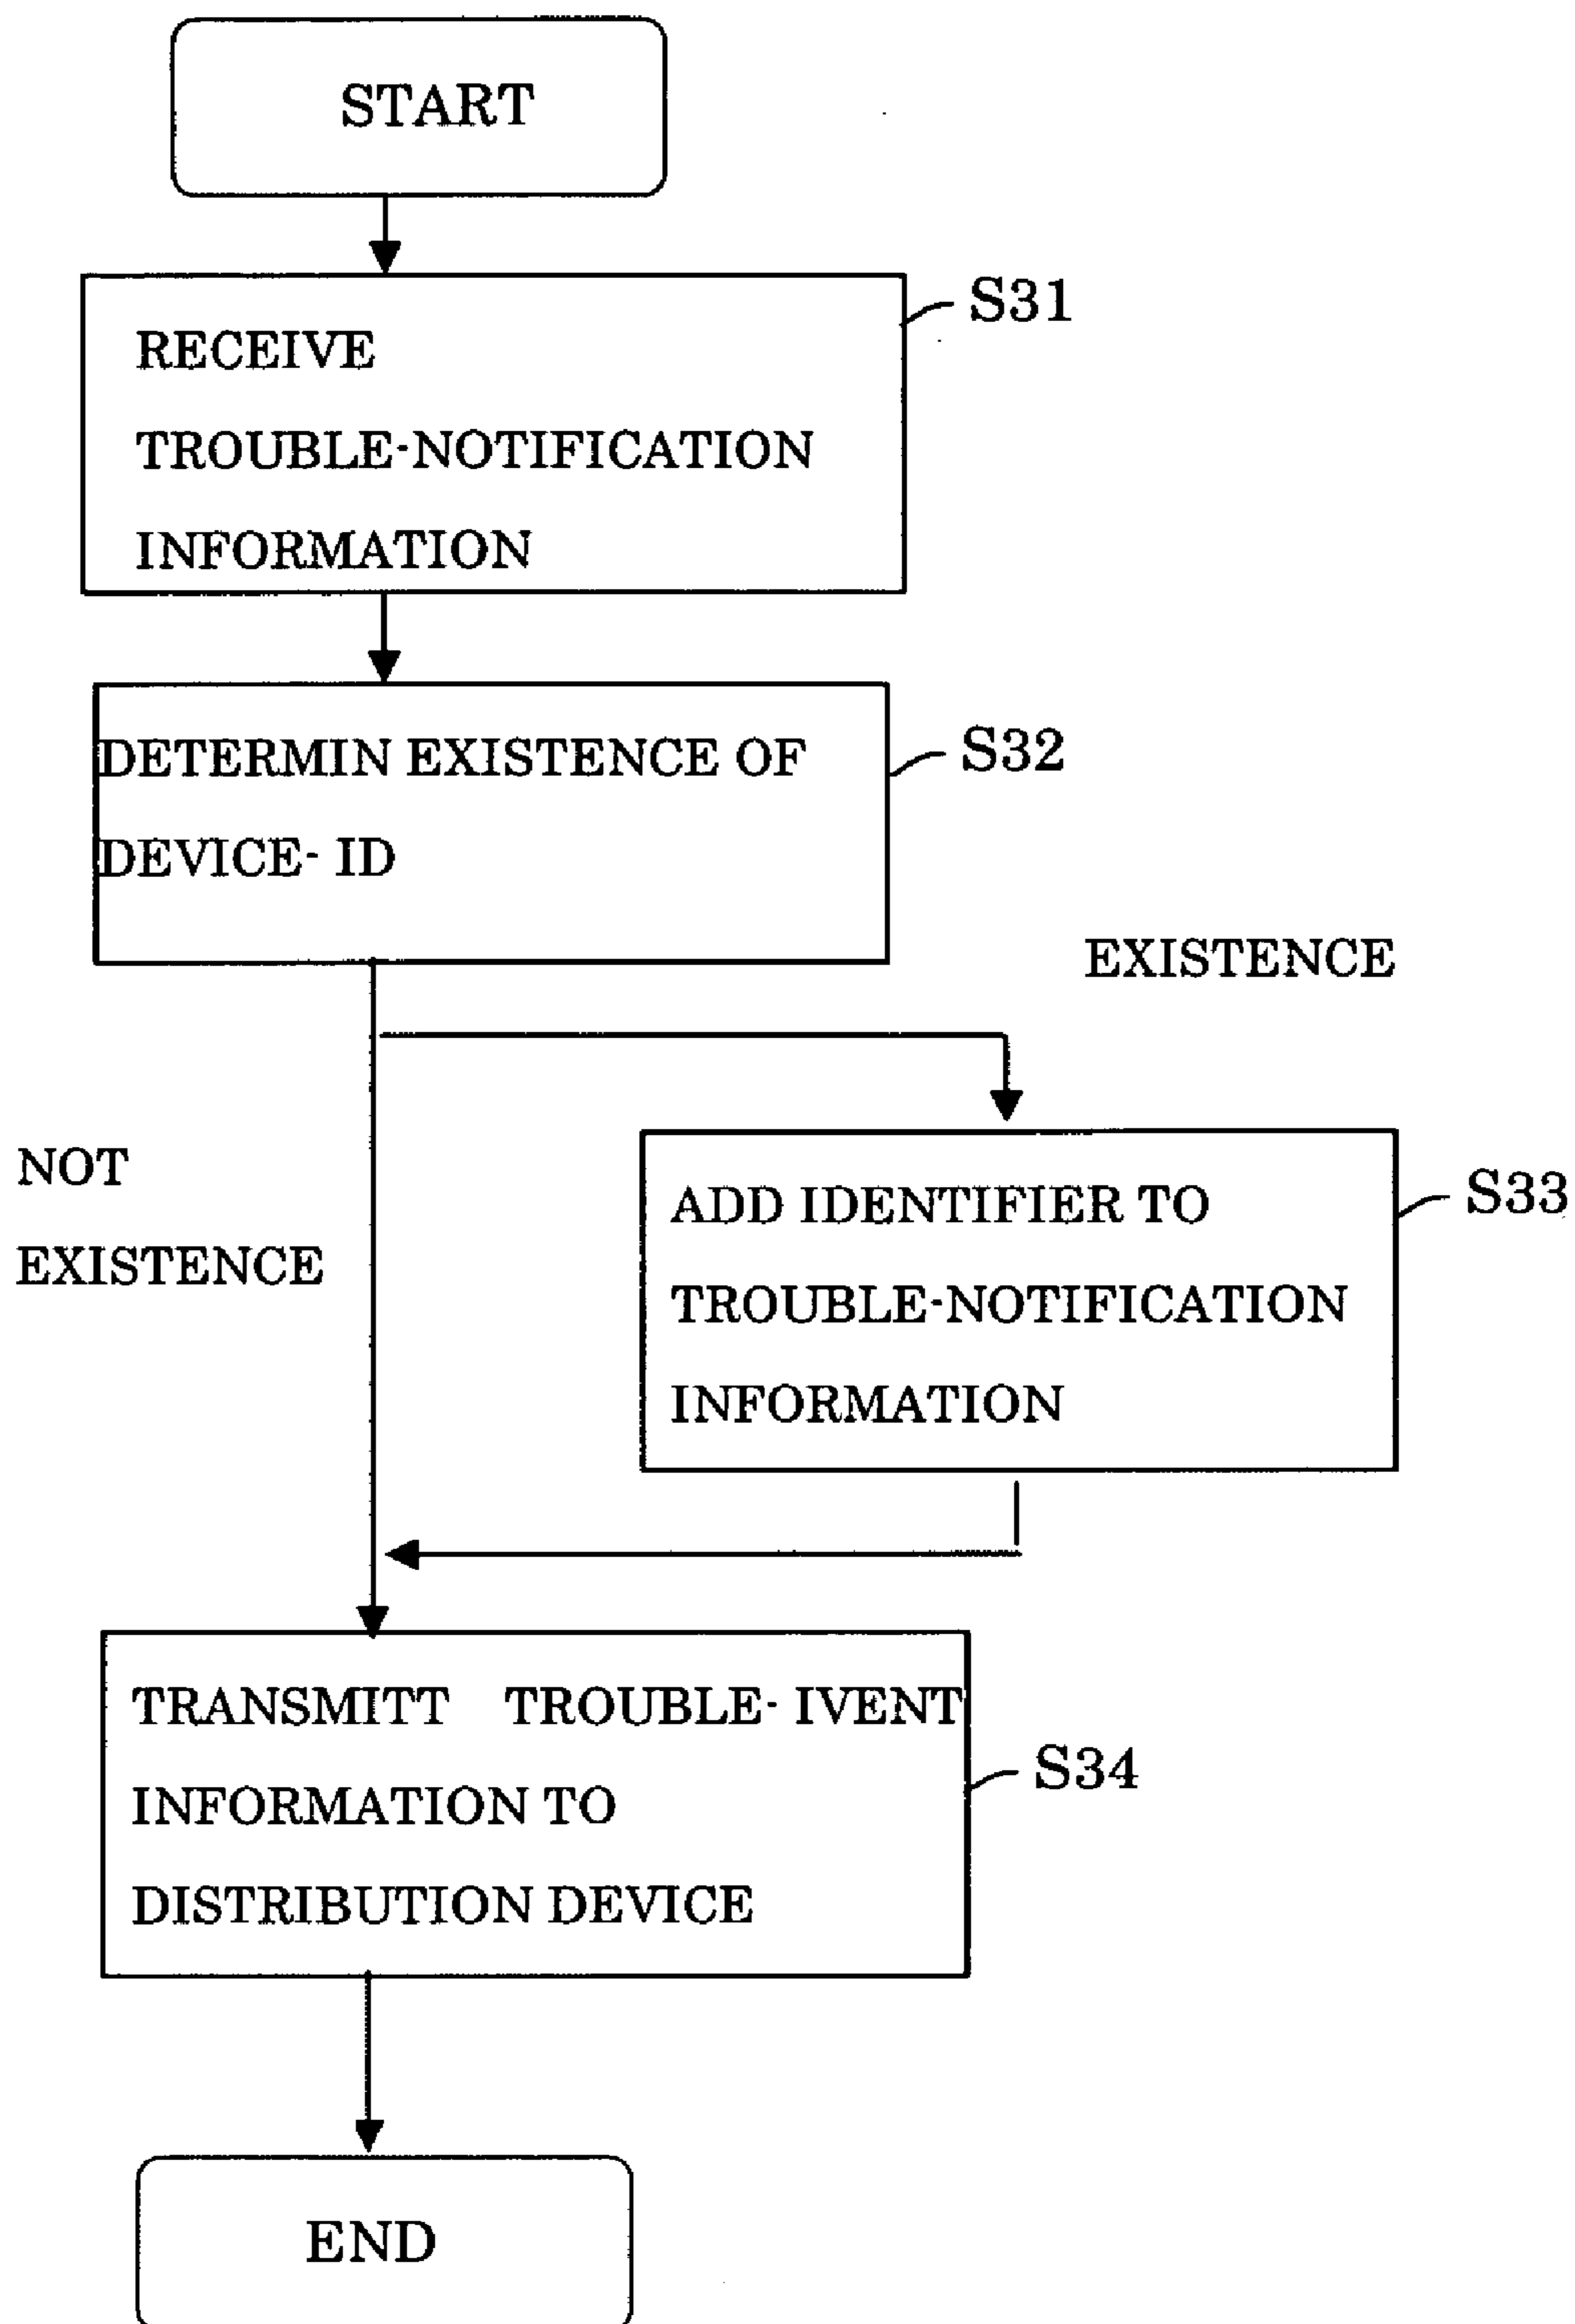 START
RECEIVE
TROUBLE-NOTIFICATION
INFORMATION
S31
DETERMIN EXISTENCE OF
DEVICE- ID
S32
EXISTENCE
NOT
EXISTENCE
ADD IDENTIFIER TO
TROUBLE-NOTIFICATION
INFORMATION
S33
TRANSMITT TROUBLE- IVENT
INFORMATION TO
DISTRIBUTION DEVICE
S34
END